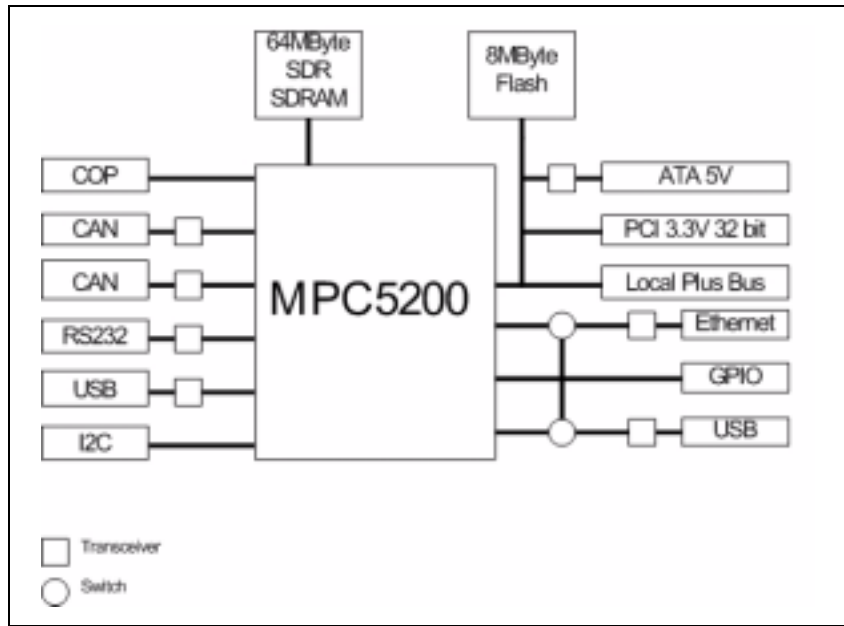 64MByte
SDR
SDRAM
8MByte
Flash
COP
CAN
CAN
RS232
USB
I2C
MPC5200
ATA 5V
PCI 3.3V 32 bit
Local Plus Bus
Ethernet
GPIO
USB
Transceiver
Switch